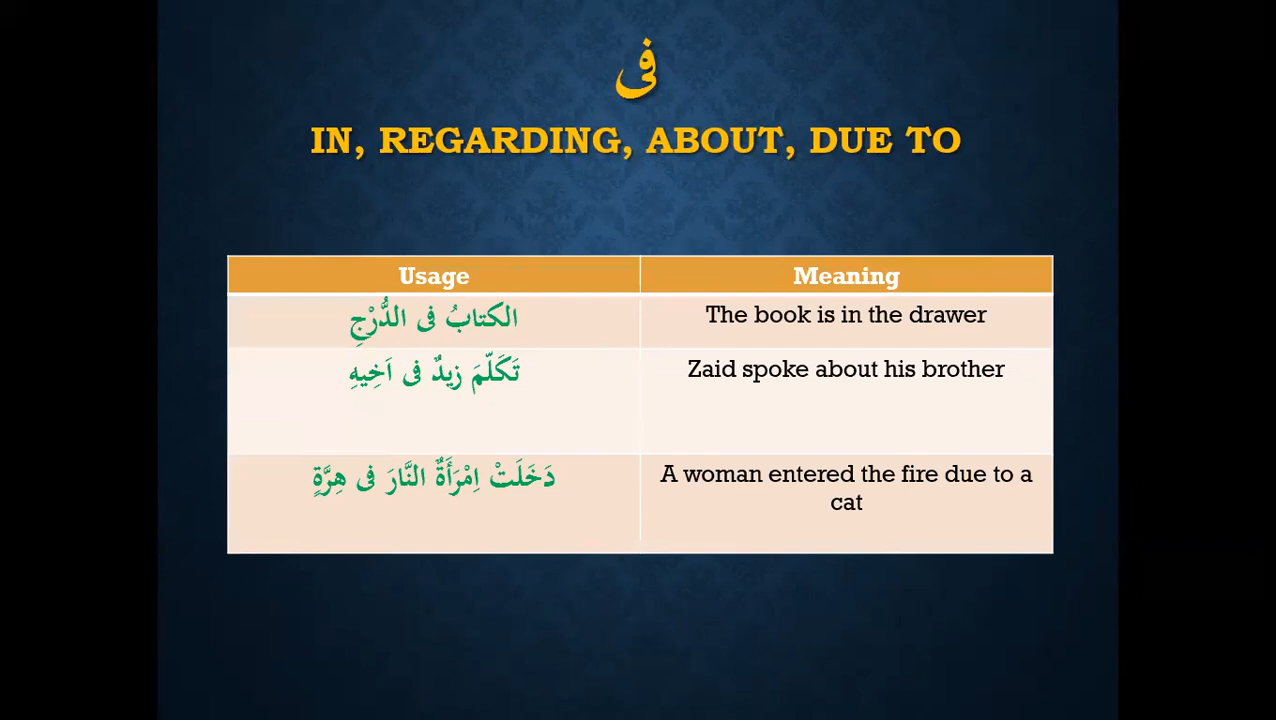 فى
IN, REGARDING, ABOUT, DUE TO
Usage
Meaning
الكتابُ فى الدُّرْجِ
The book is in the drawer
تَكَلّمَ زيدٌ فى اَخِيهِ
Zaid spoke about his brother
دَخَلَتْ اِمْرَأَةٌ النَّارَ فى هِرَّةٍ
A woman entered the fire due to a
cat